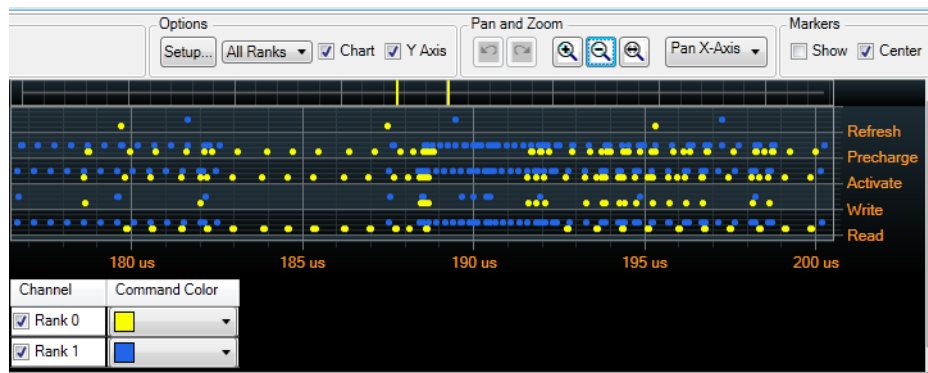 Options
Pan and Zoom
Markers
Setup... All Ranks Chart Y Axis
Pan X-Axis
Show Center
Refresh
Precharge
Activate
Write
Read
180 us 185 us 190 us 195 us 200 us
Channel Command Color
Rank 0
Rank 1